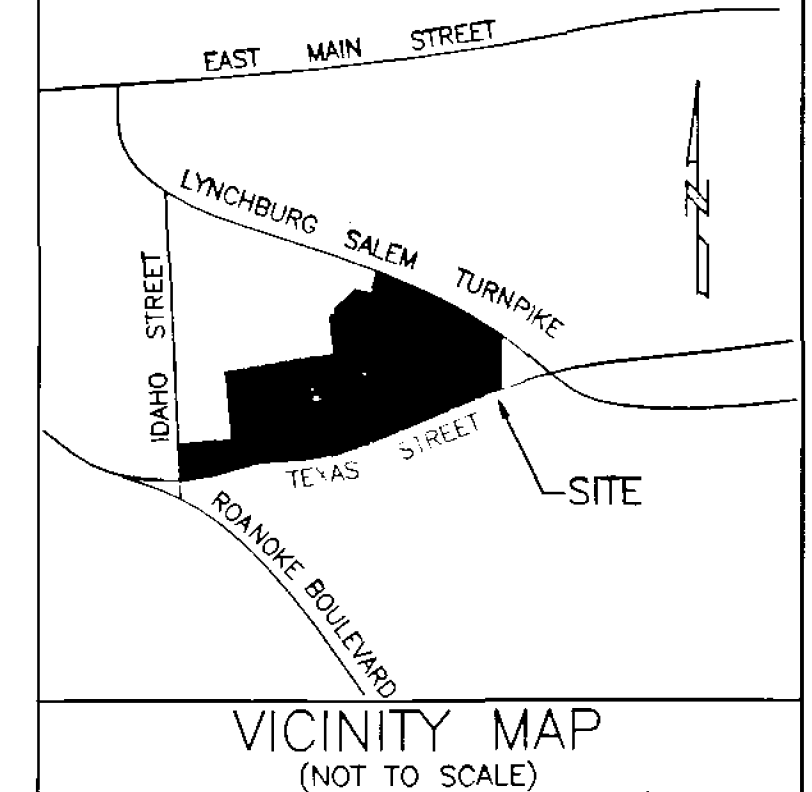 EAST MAIN STREET
LYNCHBURG SALEM TURNPIKE
IDAHO STREET
TEXAS STREET
SITE
ROANOKE BOULEVARD
N
VICINITY MAP
(NOT TO SCALE)